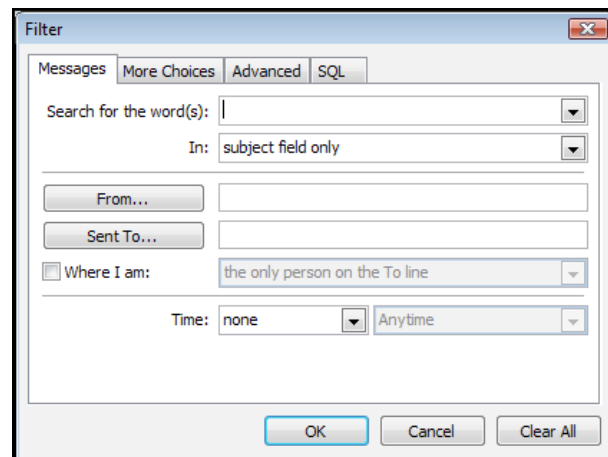 Filter
Messages More Choices Advanced SQL
Search for the word(s):
In: subject field only
From...
Sent To...
Where I am: the only person on the To line
Time: none Anytime
OK Cancel Clear All